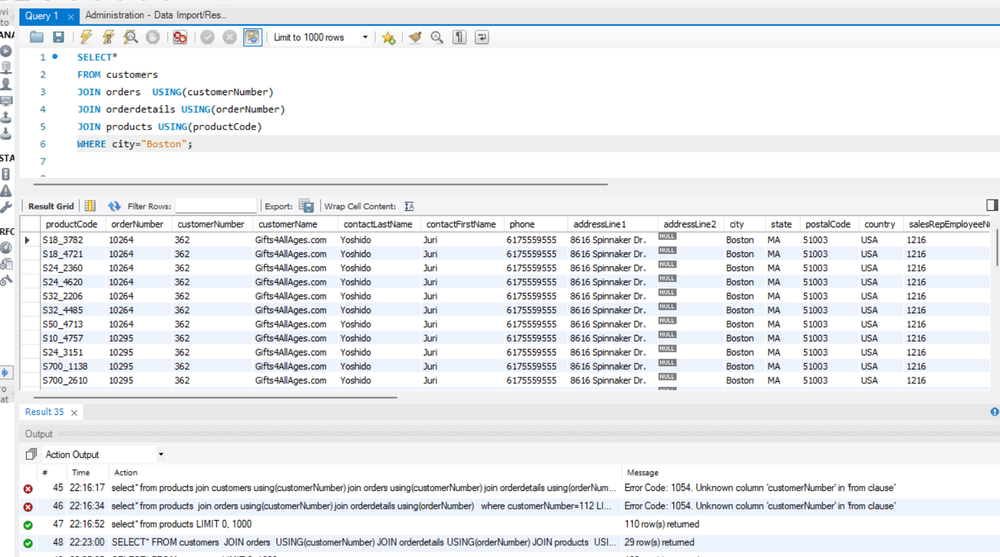 vi
to
Query 1 × Administration - Data Import/Res...
ANA
Limit to 1000 rows
1 SELECT*
2 FROM customers
3 JOIN orders  USING(customerNumber)
4 JOIN orderdetails USING(orderNumber)
5 JOIN products USING(productCode)
6 WHERE city="Boston";
7
STA
RFC
Result Grid Filter Rows: Export: Wrap Cell Content:
productCode orderNumber customerNumber customerName contactLastName contactFirstName phone addressLine1 addressLine2 city state postalCode country salesRepEmployeeN
S18_3782 10264 362 Gifts4AllAges.com Yoshido Juri 6175559555 8616 Spinnaker Dr. NULL Boston MA 51003 USA 1216
S18_4721 10264 362 Gifts4AllAges.com Yoshido Juri 6175559555 8616 Spinnaker Dr. NULL Boston MA 51003 USA 1216
S24_2360 10264 362 Gifts4AllAges.com Yoshido Juri 6175559555 8616 Spinnaker Dr. NULL Boston MA 51003 USA 1216
S24_4620 10264 362 Gifts4AllAges.com Yoshido Juri 6175559555 8616 Spinnaker Dr. NULL Boston MA 51003 USA 1216
S32_2206 10264 362 Gifts4AllAges.com Yoshido Juri 6175559555 8616 Spinnaker Dr. NULL Boston MA 51003 USA 1216
S32_4485 10264 362 Gifts4AllAges.com Yoshido Juri 6175559555 8616 Spinnaker Dr. NULL Boston MA 51003 USA 1216
S50_4713 10264 362 Gifts4AllAges.com Yoshido Juri 6175559555 8616 Spinnaker Dr. NULL Boston MA 51003 USA 1216
S10_4757 10295 362 Gifts4AllAges.com Yoshido Juri 6175559555 8616 Spinnaker Dr. NULL Boston MA 51003 USA 1216
S24_3151 10295 362 Gifts4AllAges.com Yoshido Juri 6175559555 8616 Spinnaker Dr. NULL Boston MA 51003 USA 1216
S700_1138 10295 362 Gifts4AllAges.com Yoshido Juri 6175559555 8616 Spinnaker Dr. NULL Boston MA 51003 USA 1216
S700_2610 10295 362 Gifts4AllAges.com Yoshido Juri 6175559555 8616 Spinnaker Dr. NULL Boston MA 51003 USA 1216
ro
at
Result 35 ×
Output
Action Output
# Time Action Message
45 22:16:17 select* from products join customers using(customerNumber) join orders using(customerNumber) join orderdetails using(orderNum... Error Code: 1054. Unknown column 'customerNumber' in 'from clause'
46 22:16:34 select* from products  join orders using(customerNumber) join orderdetails using(orderNumber)   where customerNumber=112 LI... Error Code: 1054. Unknown column 'customerNumber' in 'from clause'
47 22:16:52 select* from products LIMIT 0, 1000 110 row(s) returned
48 22:23:00 SELECT* FROM customers  JOIN orders  USING(customerNumber) JOIN orderdetails USING(orderNumber) JOIN products  USI... 29 row(s) returned